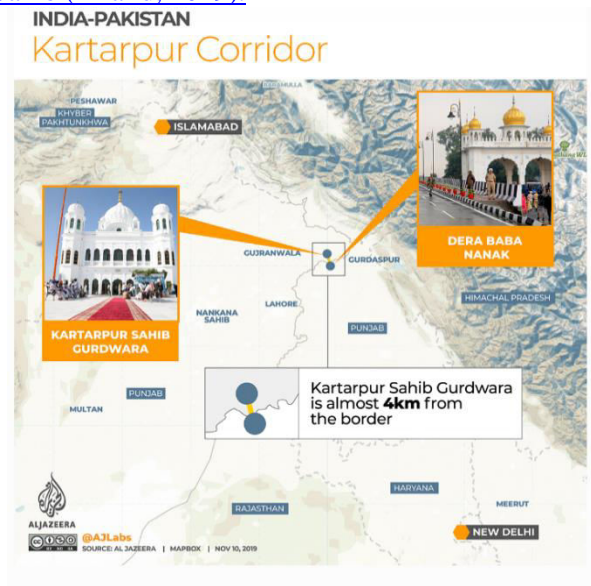 INDIA-PAKISTAN
Kartarpur Corridor
PESHAWAR
KHYBER
PAKHTUNKHWA
ISLAMABAD
DERA BABA
NANAK
GUJRANWALA
GURDASPUR
HIMACHAL PRADESH
LAHORE
NANKANA
SAHIB
PUNJAB
KARTARPUR SAHIB
GURDWARA
Kartarpur Sahib Gurdwara
is almost 4km from
the border
PUNJAB
MULTAN
HARYANA
RAJASTHAN
MEERUT
NEW DELHI
ALJAZEERA
@AJLabs
SOURCE: AL JAZEERA | MAPBOX | NOV 10, 2019